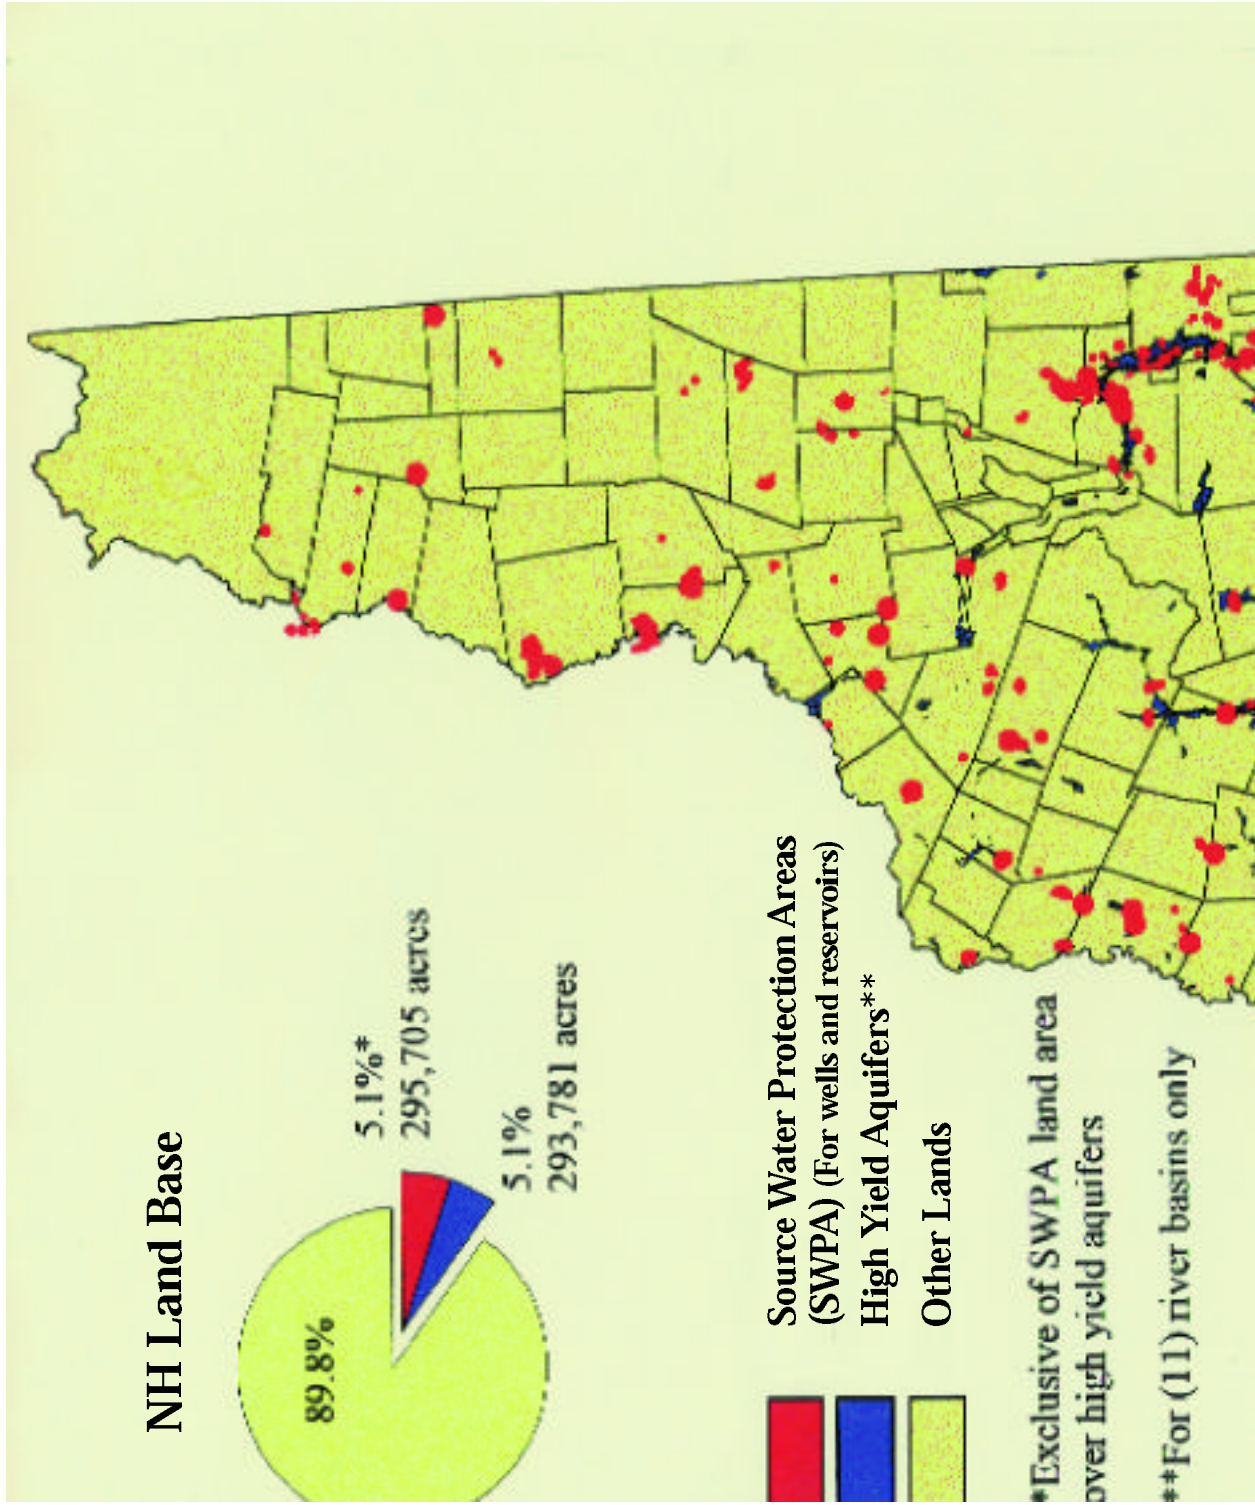 NH Land Base
89.8%
5.1%*
295,705 acres
5.1%
293,781 acres
Source Water Protection Areas
(SWPA) (For wells and reservoirs)
High Yield Aquifers**
Other Lands
*Exclusive of SWPA land area
over high yield aquifers
**For (11) river basins only